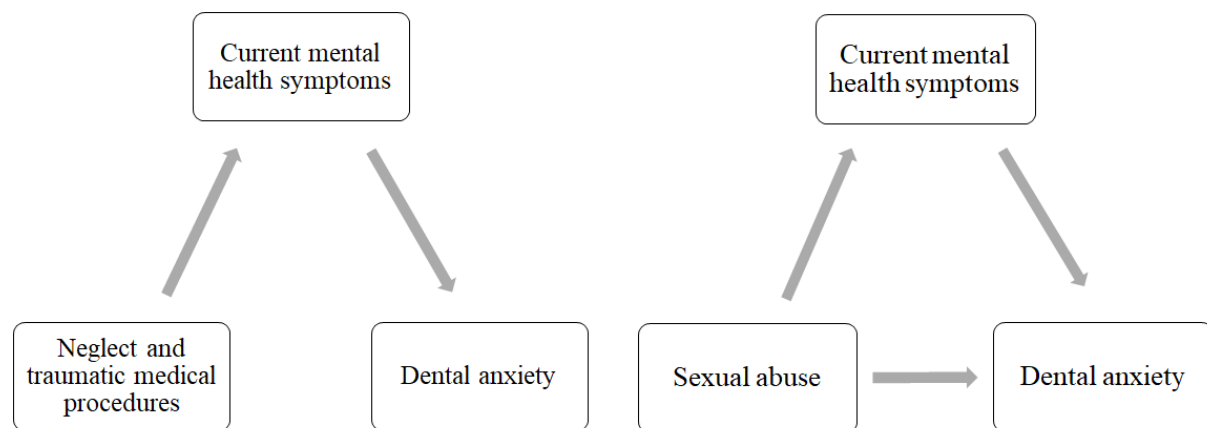 Current mental
health symptoms
Neglect and
traumatic medical
procedures
Dental anxiety
Current mental
health symptoms
Sexual abuse
Dental anxiety